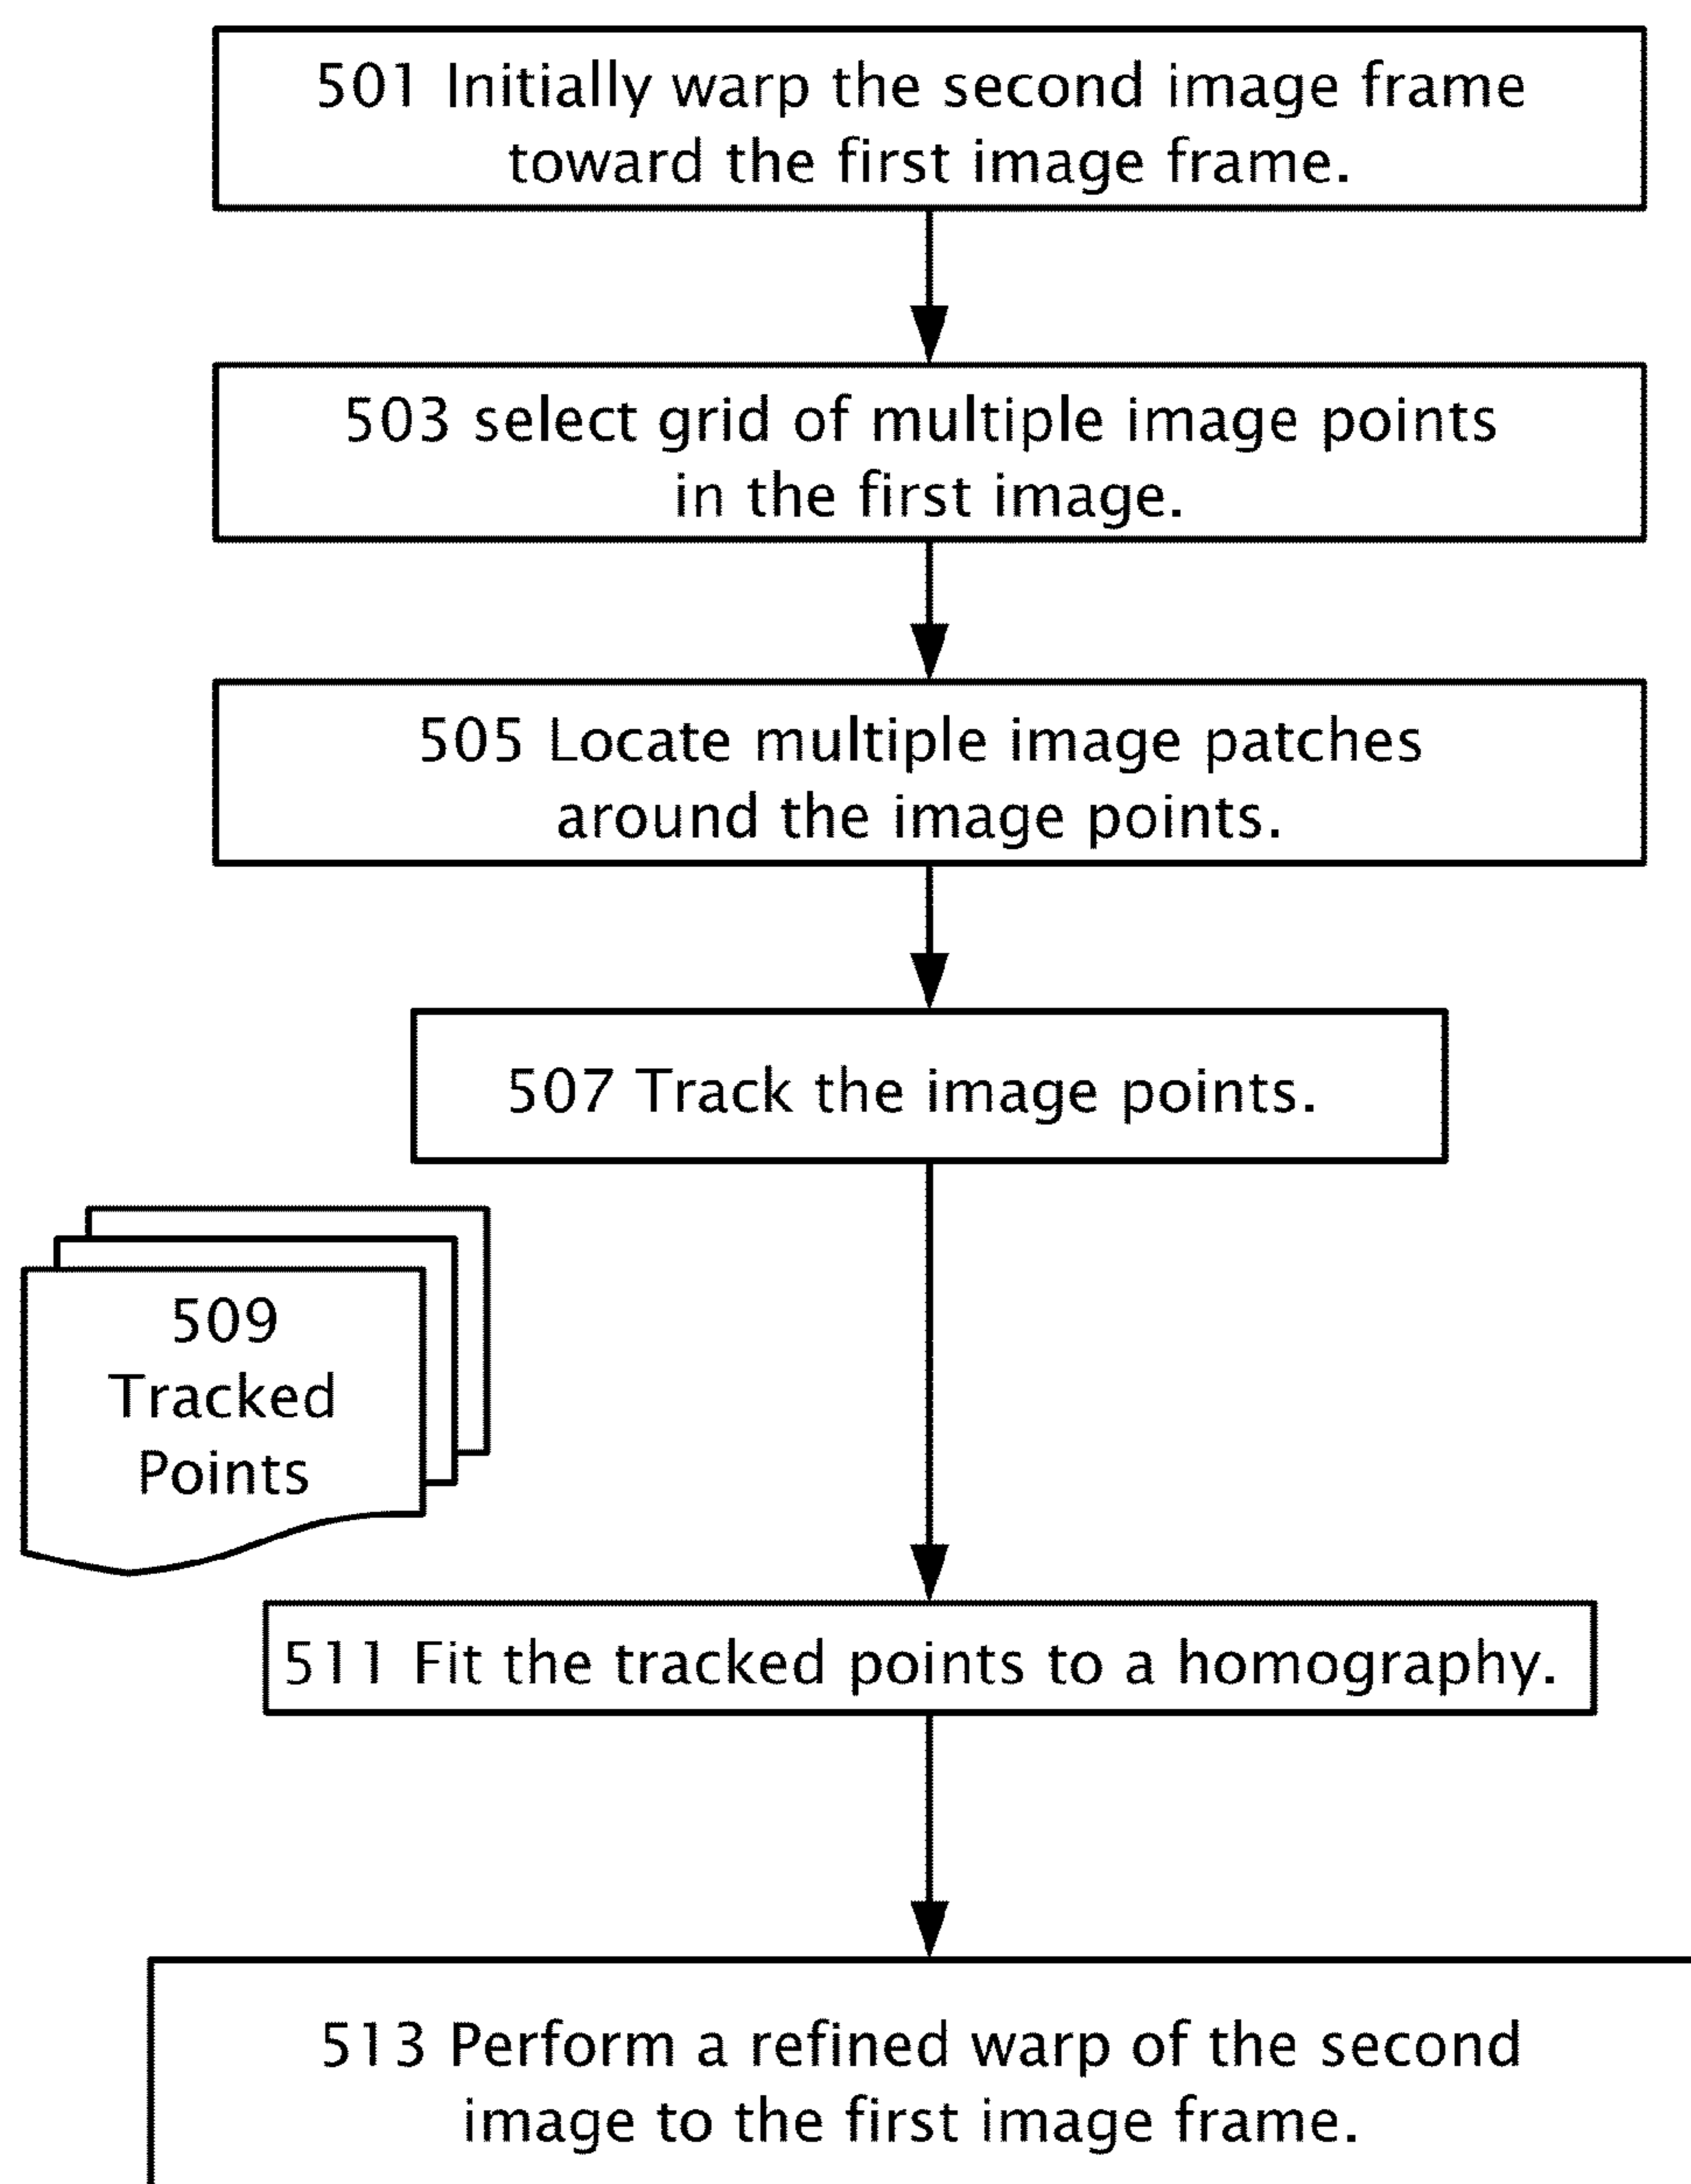 501 Initially warp the second image frame
toward the first image frame.
503 select grid of multiple image points
in the first image.
505 Locate multiple image patches
around the image points.
507 Track the image points.
509
Tracked
Points
511 Fit the tracked points to a homography.
513 Perform a refined warp of the second
image to the first image frame.